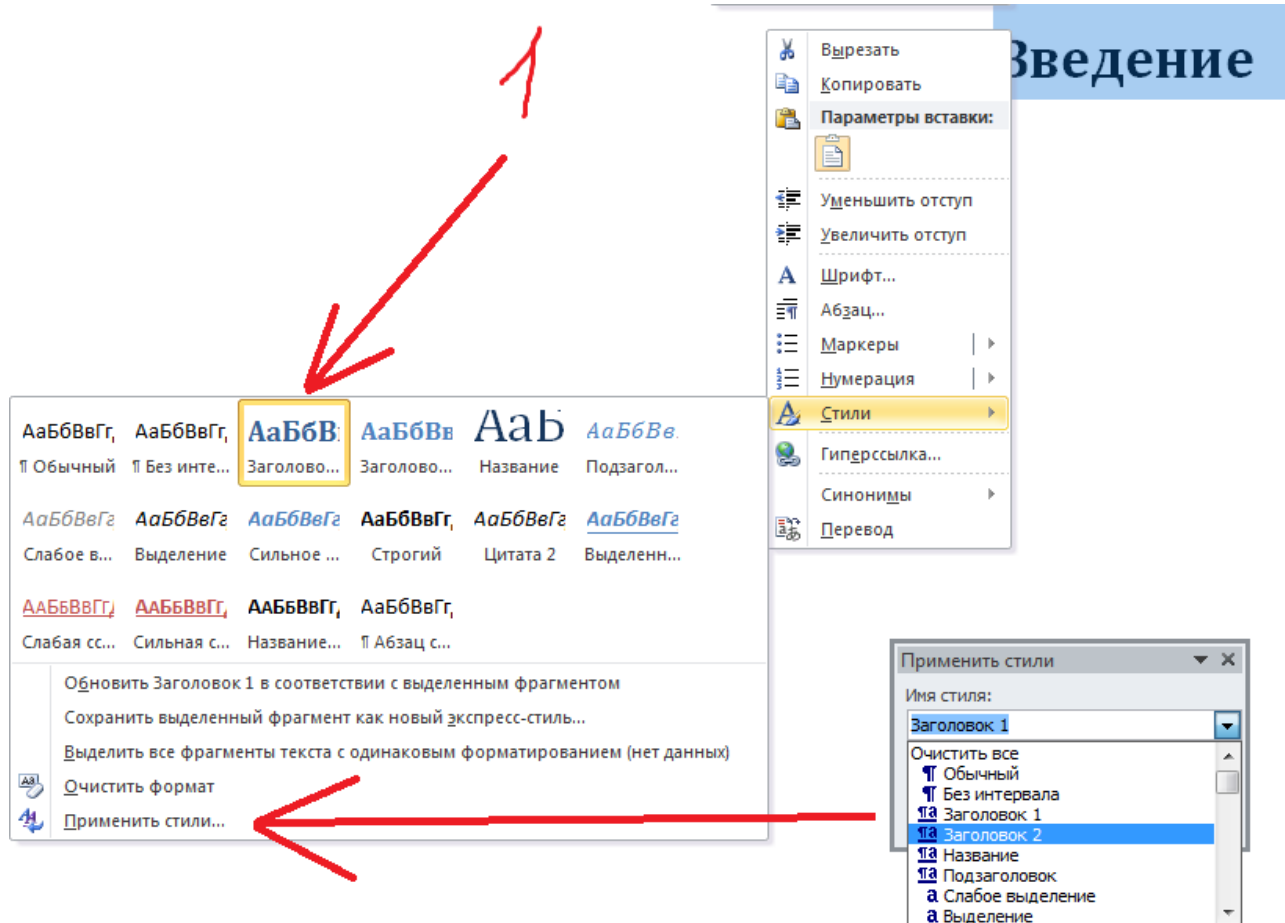 1
Введение
Вырезать
Копировать
Параметры вставки:
Уменьшить отступ
Увеличить отступ
Шрифт...
Абзац...
Маркеры
Нумерация
Стили
Гиперссылка...
Синонимы
Перевод
АаБбВвГг, АаБбВвГг, АаБбВ: АаБбВв АаЬ АаБбВв.
¶ Обычный ¶ Без инте... Заголово... Заголово... Название Подзагол...
АаБбВвГг АаБбВвГг АаБбВвГг АаБбВвГг, АаБбВвГг АаБбВвГг
Слабое в... Выделение Сильное ... Строгий Цитата 2 Выделенн...
ААББВВГГ, ААББВВГГ, ААББВВГГ, АаБбВвГг,
Слабая сс... Сильная с... Название... ¶ Абзац с...
Обновить Заголовок 1 в соответствии с выделенным фрагментом
Сохранить выделенный фрагмент как новый экспресс-стиль...
Выделить все фрагменты текста с одинаковым форматированием (нет данных)
Очистить формат
Применить стили...
Применить стили
Имя стиля:
Заголовок 1
Очистить все
¶ Обычный
¶ Без интервала
¶а Заголовок 1
¶а Заголовок 2
¶а Название
¶а Подзаголовок
а Слабое выделение
а Выделение